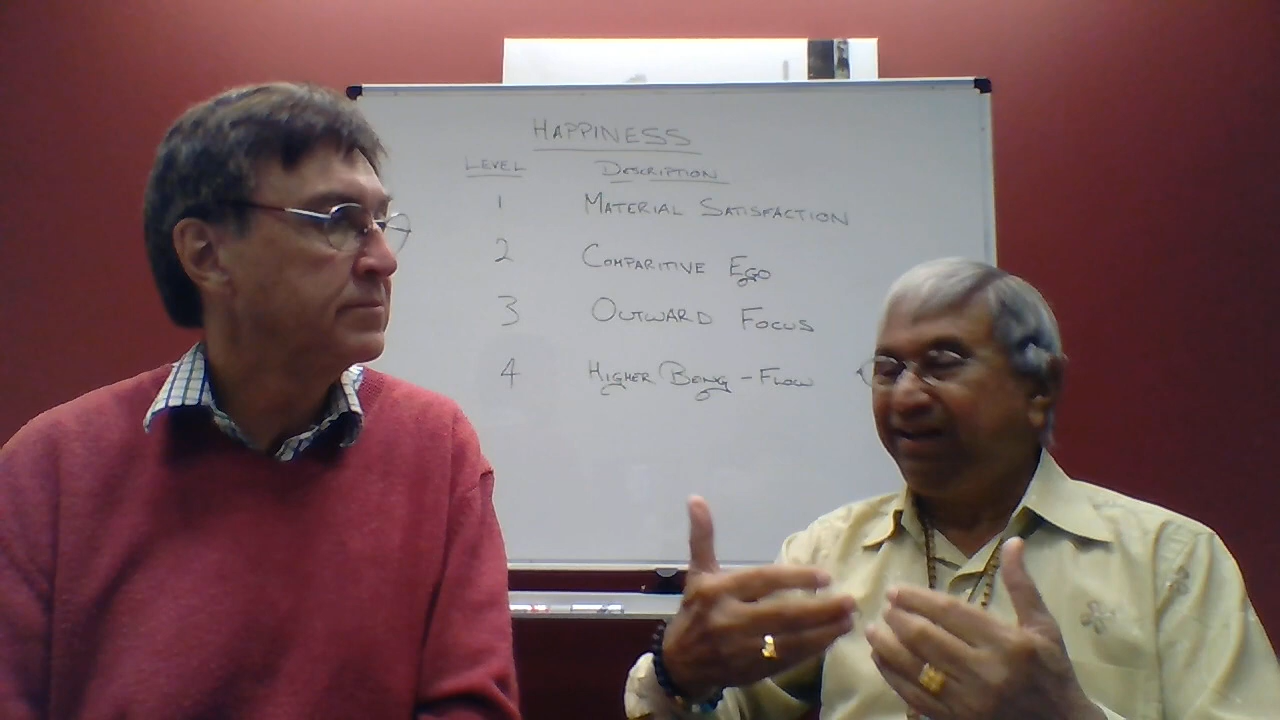 HAPPINESS
LEVEL DESCRIPTION
1 MATERIAL SATISFACTION
2 COMPARITIVE EGO
3 OUTWARD FOCUS
4 HIGHER BEING - FLOW